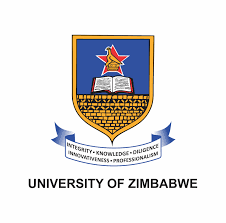 INTEGRITY • KNOWLEDGE • DILIGENCE
INNOVATIVENESS • PROFESSIONALISM
UNIVERSITY OF ZIMBABWE